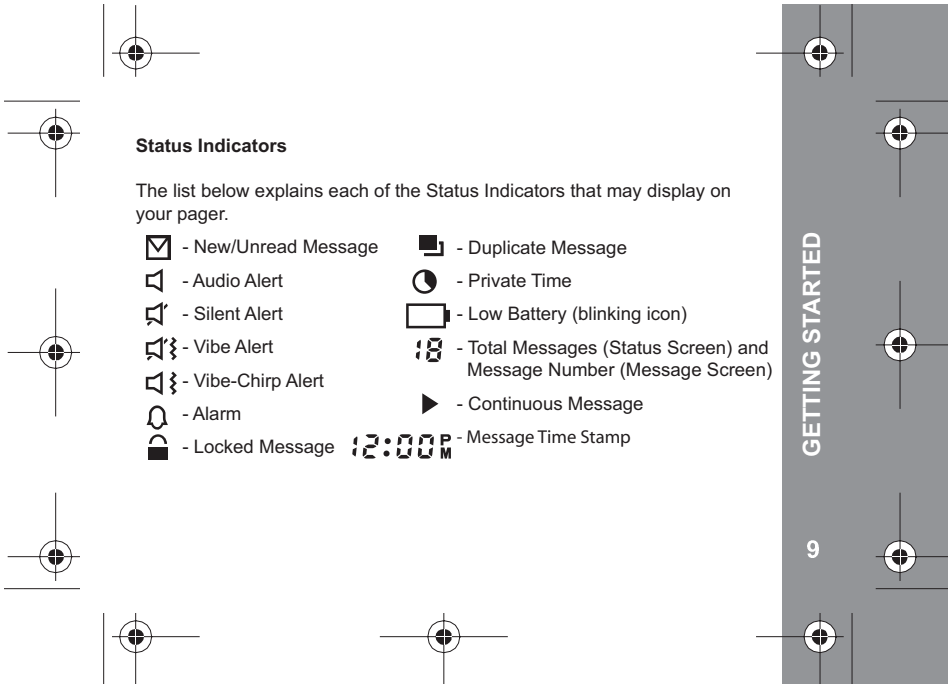 Status Indicators
The list below explains each of the Status Indicators that may display on
your pager.
- New/Unread Message
- Audio Alert
- Silent Alert
- Vibe Alert
- Vibe-Chirp Alert
- Alarm
- Locked Message
- Duplicate Message
- Private Time
- Low Battery (blinking icon)
18 - Total Messages (Status Screen) and
Message Number (Message Screen)
- Continuous Message
12:00 PM - Message Time Stamp
GETTING STARTED
9